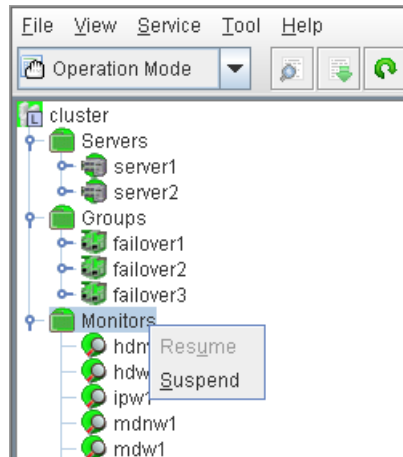 File View Service Tool Help
Operation Mode
cluster
Servers
server1
server2
Groups
failover1
failover2
failover3
Monitors
Resume
Suspend
ipw1
mdnw1
mdw1